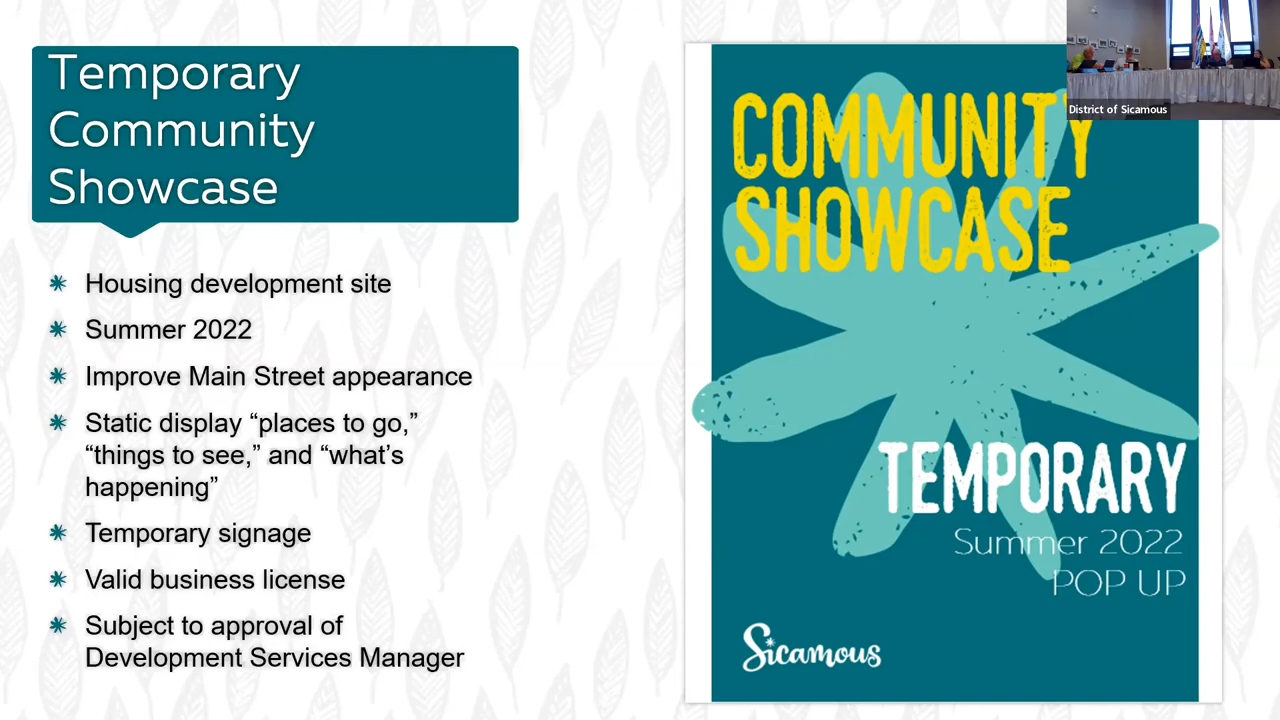 Temporary
Community
Showcase
Housing development site
Summer 2022
Improve Main Street appearance
Static display “places to go,”
“things to see,” and “what’s
happening”
Temporary signage
Valid business license
Subject to approval of
Development Services Manager
COMMUNITY
SHOWCASE
TEMPORARY
Summer 2022
POP UP
Sicamous
District of Sicamous